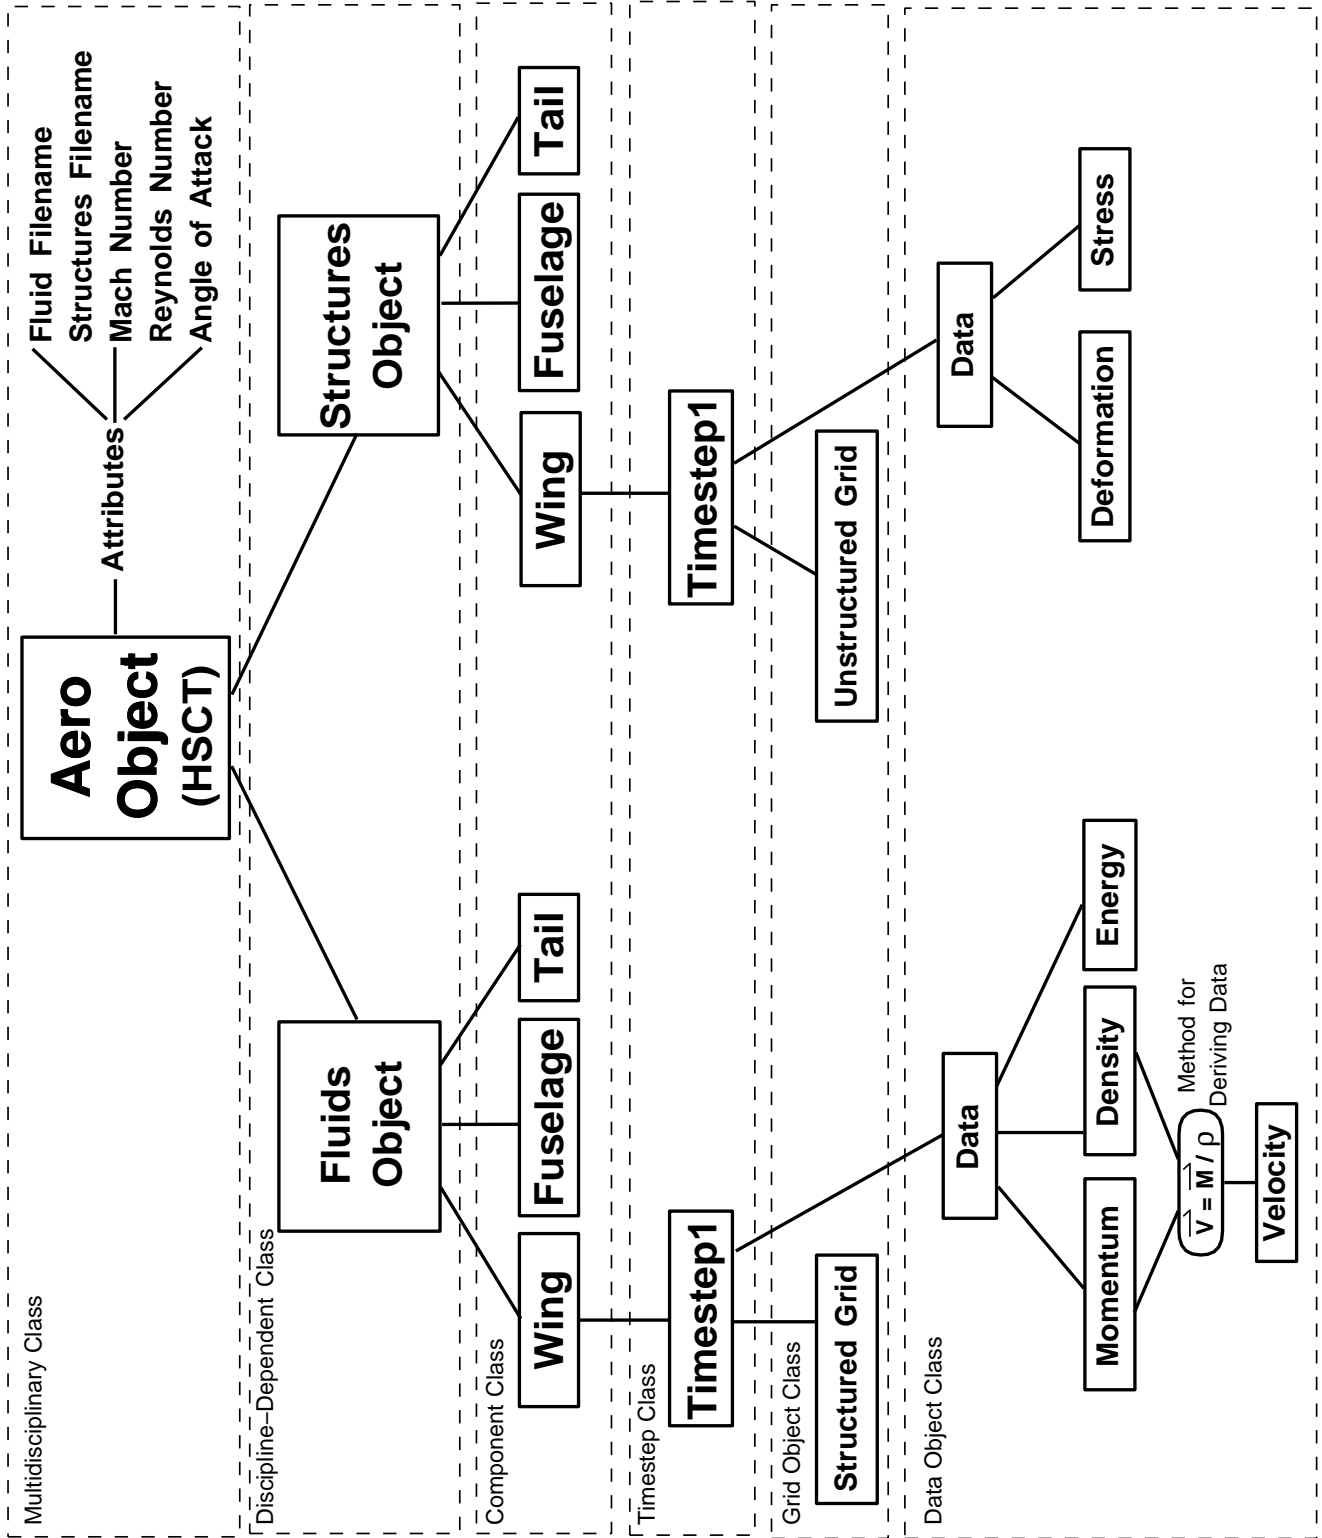 Multidisciplinary Class
Aero
Object
(HSCT)
Attributes
Fluid Filename
Structures Filename
Mach Number
Reynolds Number
Angle of Attack
Discipline–Dependent Class
Fluids
Object
Structures
Object
Component Class
Wing
Fuselage
Tail
Wing
Fuselage
Tail
Timestep Class
Timestep1
Timestep1
Grid Object Class
Structured Grid
Unstructured Grid
Data Object Class
Data
Data
Momentum
Density
Energy
Deformation
Stress
V = M / ρ
Method for
Deriving Data
Velocity